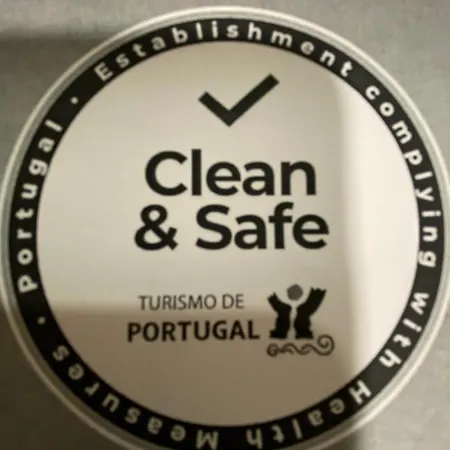 Portugal · Establishment complying with Health Measures ·
Clean
& Safe
TURISMO DE
PORTUGAL